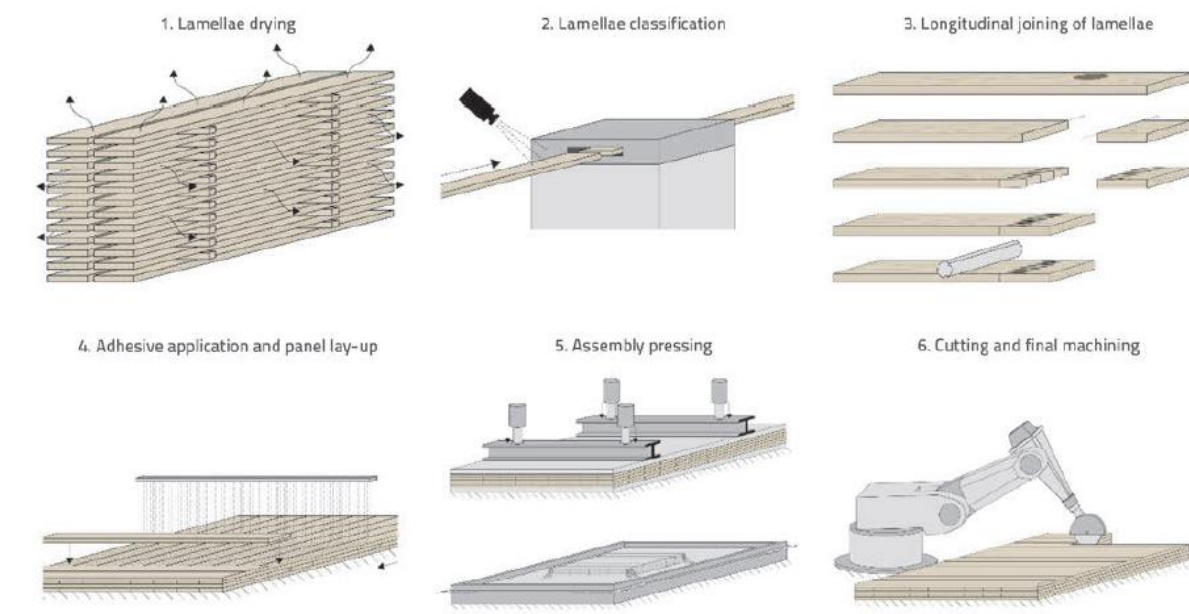 1. Lamellae drying
2. Lamellae classification
3. Longitudinal joining of lamellae
4. Adhesive application and panel lay-up
5. Assembly pressing
6. Cutting and final machining